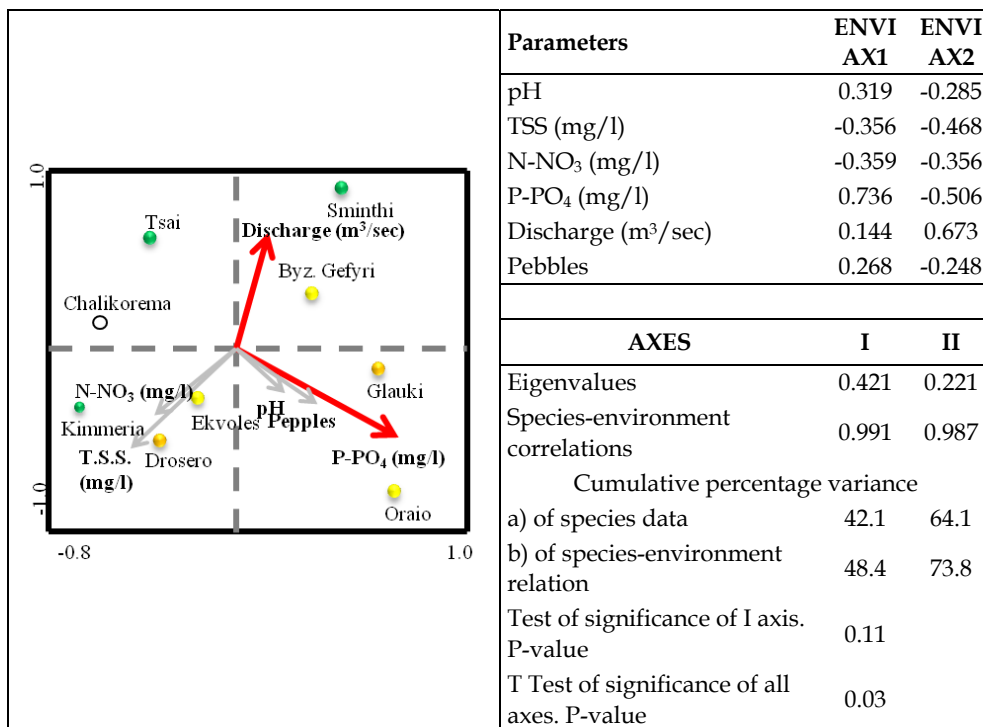 1.0
Tsai
Sminthi
Discharge (m³/sec)
Byz. Gefyri
Chalikorema
Glauki
N-NO₃ (mg/l)
Kimmeria
Ekvoles
pH
Pepples
T.S.S.
(mg/l)
Drosero
P-PO₄ (mg/l)
Oraio
-1.0
-0.8 1.0
Parameters ENVI AX1 ENVI AX2
pH 0.319 -0.285
TSS (mg/l) -0.356 -0.468
N-NO₃ (mg/l) -0.359 -0.356
P-PO₄ (mg/l) 0.736 -0.506
Discharge (m³/sec) 0.144 0.673
Pebbles 0.268 -0.248
AXES I II
Eigenvalues 0.421 0.221
Species-environment
correlations 0.991 0.987
Cumulative percentage variance
a) of species data 42.1 64.1
b) of species-environment
relation 48.4 73.8
Test of significance of I axis.
P-value 0.11
T Test of significance of all
axes. P-value 0.03